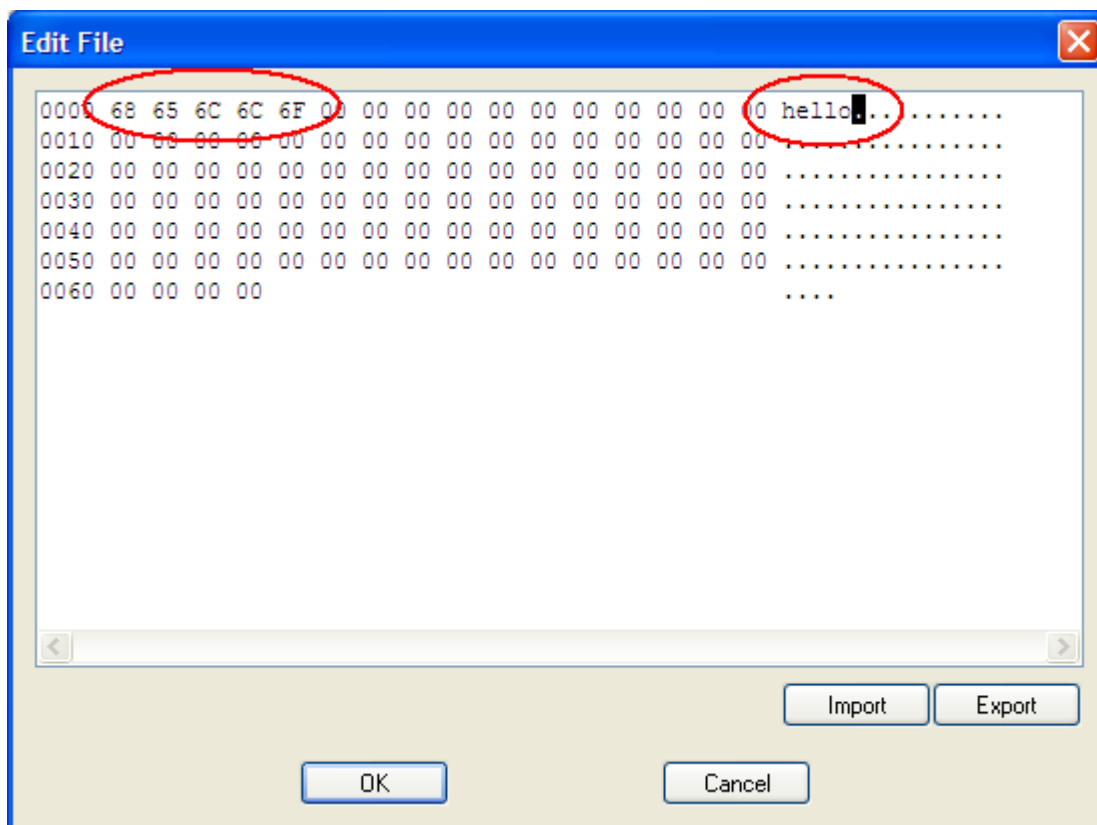 Edit File
0000 68 65 6C 6C 6F 00 00 00 00 00 00 00 00 00 00 00 hello...........
0010 00 00 00 00 00 00 00 00 00 00 00 00 00 00 00 00 ................
0020 00 00 00 00 00 00 00 00 00 00 00 00 00 00 00 00 ................
0030 00 00 00 00 00 00 00 00 00 00 00 00 00 00 00 00 ................
0040 00 00 00 00 00 00 00 00 00 00 00 00 00 00 00 00 ................
0050 00 00 00 00 00 00 00 00 00 00 00 00 00 00 00 00 ................
0060 00 00 00 00 ....
Import Export
OK Cancel